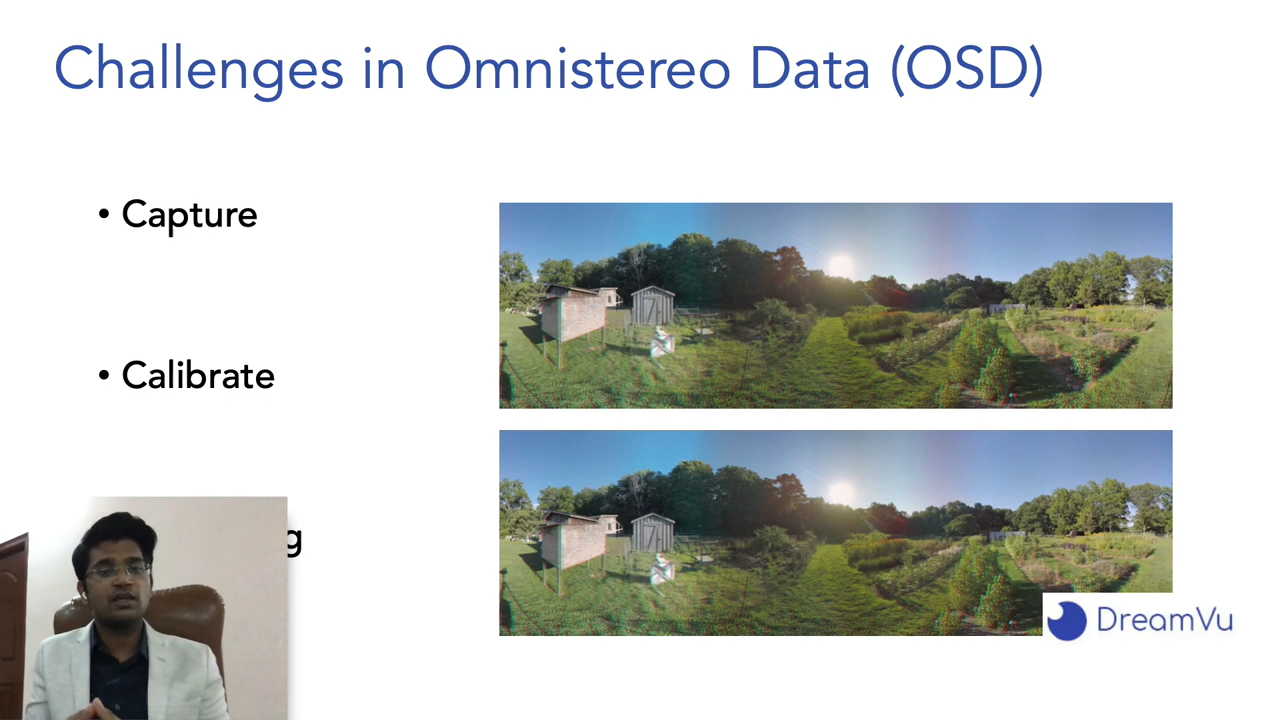 Challenges in Omnistereo Data (OSD)
• Capture
• Calibrate
DreamVu